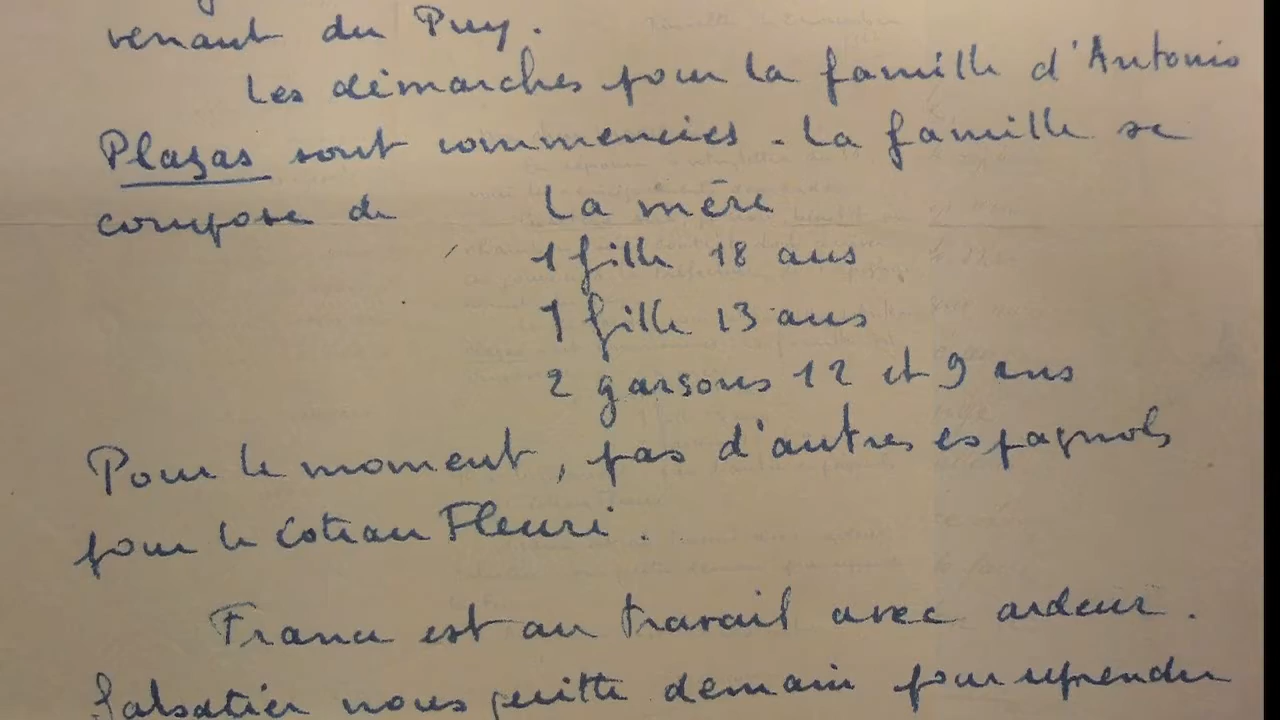 venant du Puy.
Les démarches pour la famille d'Antonio
Plazas sont commencées. La famille se
compose de La mère
1 fille 18 ans
1 fille 13 ans
2 garçons 12 et 9 ans
Pour le moment, pas d'autres espagnols
pour le Coteau Fleuri.
Franck est au travail avec ardeur.
nous quitte demain pour reprendre